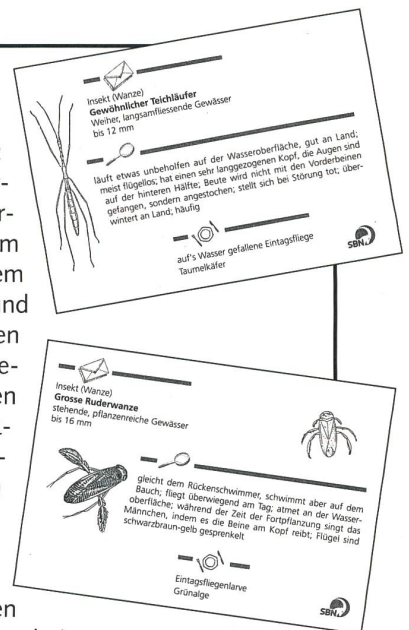 Insekt (Wanze)
Gewöhnlicher Teichläufer
Weiher, langsamfliessende Gewässer
bis 12 mm
läuft etwas unbeholfen auf der Wasseroberfläche, gut an Land;
meist flügellos; hat einen sehr langgezogenen Kopf, die Augen sind
auf der hinteren Hälfte; Beute wird nicht mit den Vorderbeinen
gefangen, sondern angestochen; stellt sich bei Störung tot; über-
wintert an Land; häufig
auf's Wasser gefallene Eintagsfliege
Taumelkäfer
SBN
Insekt (Wanze)
Grosse Ruderwanze
stehende, pflanzenreiche Gewässer
bis 16 mm
gleicht dem Rückenschwimmer, schwimmt aber auf dem
Bauch; fliegt überwiegend am Tag; atmet an der Wasser-
oberfläche; während der Zeit der Fortpflanzung singt das
Männchen, indem es die Beine am Kopf reibt; Flügel sind
schwarzbraun-gelb gesprenkelt
Eintagsfliegenlarve
Grünalge
SBN